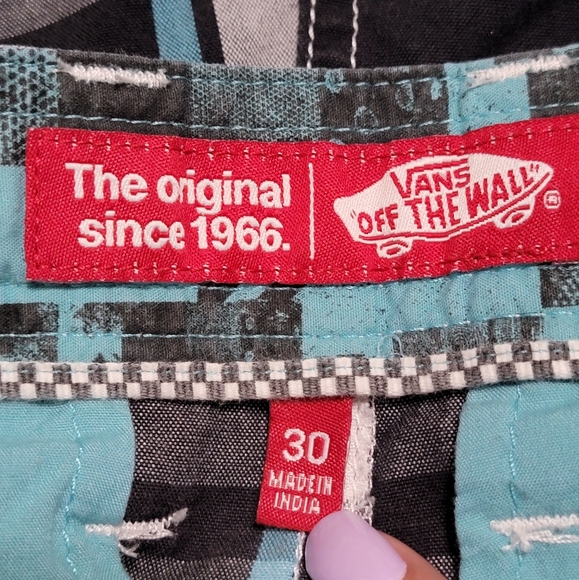 The original
since 1966.
VANS
"OFF THE WALL"
®
30
MADE IN
INDIA